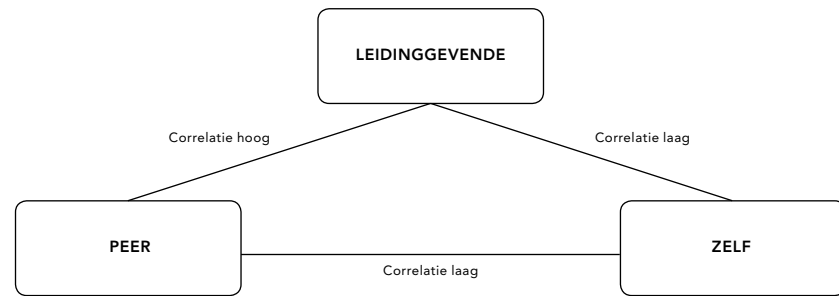 LEIDINGGEVENDE
Correlatie hoog
Correlatie laag
PEER
ZELF
Correlatie laag